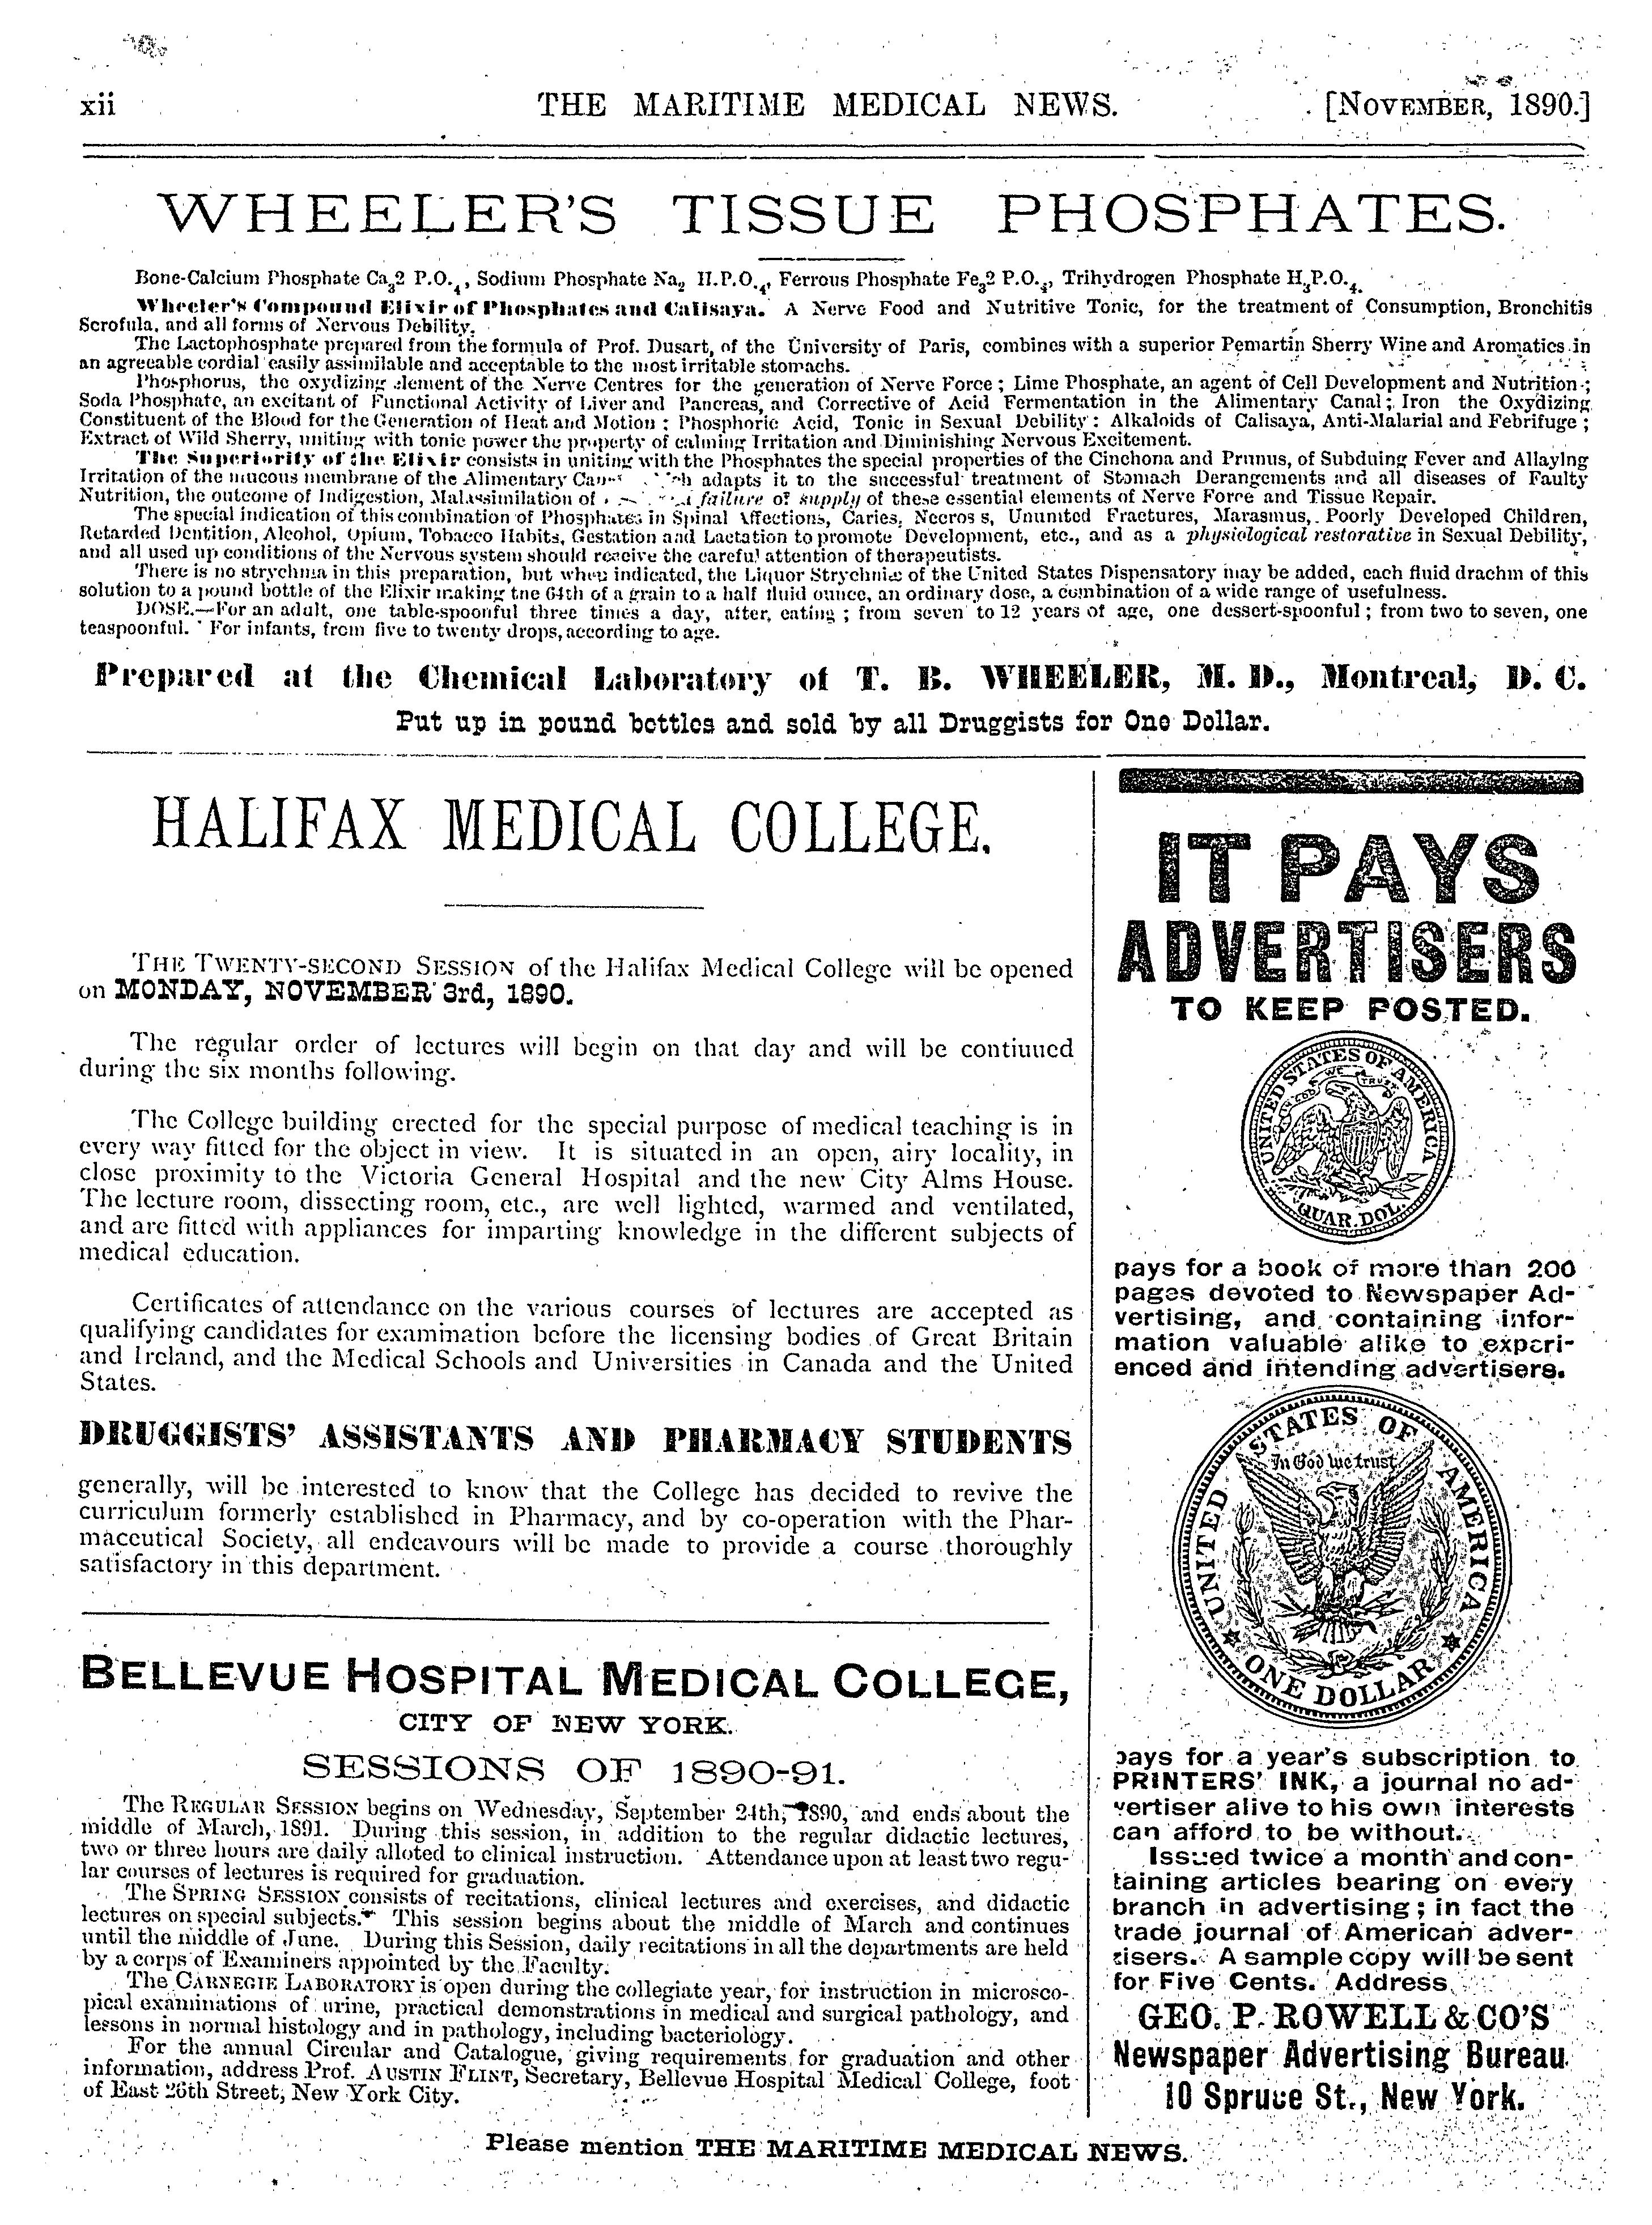 xii THE MARITIME MEDICAL NEWS. [NOVEMBER, 1890.]
WHEELER'S TISSUE PHOSPHATES.
Bone-Calcium Phosphate Ca₃2 P.O.₄, Sodium Phosphate Na₂ H.P.O.₄, Ferrous Phosphate Fe₃2 P.O.₄, Trihydrogen Phosphate H₃P.O.₄.
Wheeler's Compound Elixir of Phosphates and Calisaya. A Nerve Food and Nutritive Tonic, for the treatment of Consumption, Bronchitis
Scrofula, and all forms of Nervous Debility.
The Lactophosphate prepared from the formula of Prof. Dusart, of the University of Paris, combines with a superior Pemartin Sherry Wine and Aromatics in
an agreeable cordial easily assimilable and acceptable to the most irritable stomachs.
Phosphorus, the oxydizing element of the Nerve Centres for the generation of Nerve Force; Lime Phosphate, an agent of Cell Development and Nutrition;
Soda Phosphate, an excitant of Functional Activity of Liver and Pancreas, and Corrective of Acid Fermentation in the Alimentary Canal; Iron the Oxydizing
Constituent of the Blood for the Generation of Heat and Motion; Phosphoric Acid, Tonic in Sexual Debility: Alkaloids of Calisaya, Anti-Malarial and Febrifuge;
Extract of Wild Sherry, uniting with tonic power the property of calming Irritation and Diminishing Nervous Excitement.
The Superiority of the Elixir consists in uniting with the Phosphates the special properties of the Cinchona and Prunus, of Subduing Fever and Allaying
Irritation of the mucous membrane of the Alimentary adapts it to the successful treatment of Stomach Derangements and all diseases of Faulty
Nutrition, the outcome of Indigestion, Malassimilation of failure of supply of these essential elements of Nerve Force and Tissue Repair.
The special indication of this combination of Phosphates in Spinal Affections, Caries, Necros s, Ununited Fractures, Marasmus, Poorly Developed Children,
Retarded Dentition, Alcohol, Opium, Tobacco Habits, Gestation and Lactation to promote Development, etc., and as a physiological restorative in Sexual Debility,
and all used up conditions of the Nervous system should receive the careful attention of therapeutists.
There is no strychnia in this preparation, but when indicated, the Liquor Strychniæ of the United States Dispensatory may be added, each fluid drachm of this
solution to a pound bottle of the Elixir making the 64th of a grain to a half fluid ounce, an ordinary dose, a combination of a wide range of usefulness.
DOSE.—For an adult, one table-spoonful three times a day, after, eating; from seven to 12 years of age, one dessert-spoonful; from two to seven, one
teaspoonful. For infants, from five to twenty drops, according to age.
Prepared at the Chemical Laboratory of T. B. WHEELER, M. D., Montreal, D. C.
Put up in pound bottles and sold by all Druggists for One Dollar.
HALIFAX MEDICAL COLLEGE.
THE TWENTY-SECOND SESSION of the Halifax Medical College will be opened
on MONDAY, NOVEMBER 3rd, 1890.
The regular order of lectures will begin on that day and will be continued
during the six months following.
The College building erected for the special purpose of medical teaching is in
every way fitted for the object in view. It is situated in an open, airy locality, in
close proximity to the Victoria General Hospital and the new City Alms House.
The lecture room, dissecting room, etc., are well lighted, warmed and ventilated,
and are fitted with appliances for imparting knowledge in the different subjects of
medical education.
Certificates of attendance on the various courses of lectures are accepted as
qualifying candidates for examination before the licensing bodies of Great Britain
and Ireland, and the Medical Schools and Universities in Canada and the United
States.
DRUGGISTS' ASSISTANTS AND PHARMACY STUDENTS
generally, will be interested to know that the College has decided to revive the
curriculum formerly established in Pharmacy, and by co-operation with the Phar-
maceutical Society, all endeavours will be made to provide a course thoroughly
satisfactory in this department.
BELLEVUE HOSPITAL MEDICAL COLLEGE,
CITY OF NEW YORK.
SESSIONS OF 1890-91.
The REGULAR SESSION begins on Wednesday, September 24th, 1890, and ends about the
middle of March, 1891. During this session, in addition to the regular didactic lectures,
two or three hours are daily alloted to clinical instruction. Attendance upon at least two regu-
lar courses of lectures is required for graduation.
The SPRING SESSION consists of recitations, clinical lectures and exercises, and didactic
lectures on special subjects. This session begins about the middle of March and continues
until the middle of June. During this Session, daily recitations in all the departments are held
by a corps of Examiners appointed by the Faculty.
The CARNEGIE LABORATORY is open during the collegiate year, for instruction in microsco-
pical examinations of urine, practical demonstrations in medical and surgical pathology, and
lessons in normal histology and in pathology, including bacteriology.
For the annual Circular and Catalogue, giving requirements for graduation and other
information, address Prof. AUSTIN FLINT, Secretary, Bellevue Hospital Medical College, foot
of East 26th Street, New York City.
IT PAYS
ADVERTISERS
TO KEEP POSTED.
UNITED STATES OF AMERICA
IN GOD WE TRUST
QUAR. DOL.
pays for a book of more than 200
pages devoted to Newspaper Ad-
vertising, and containing infor-
mation valuable alike to experi-
enced and intending advertisers.
UNITED STATES OF AMERICA
In God we trust
ONE DOLLAR
pays for a year's subscription to
PRINTERS' INK, a journal no ad-
vertiser alive to his own interests
can afford to be without.
Issued twice a month and con-
taining articles bearing on every
branch in advertising; in fact the
trade journal of American adver-
tisers. A sample copy will be sent
for Five Cents. Address
GEO. P. ROWELL & CO'S
Newspaper Advertising Bureau
10 Spruce St., New York.
Please mention THE MARITIME MEDICAL NEWS.